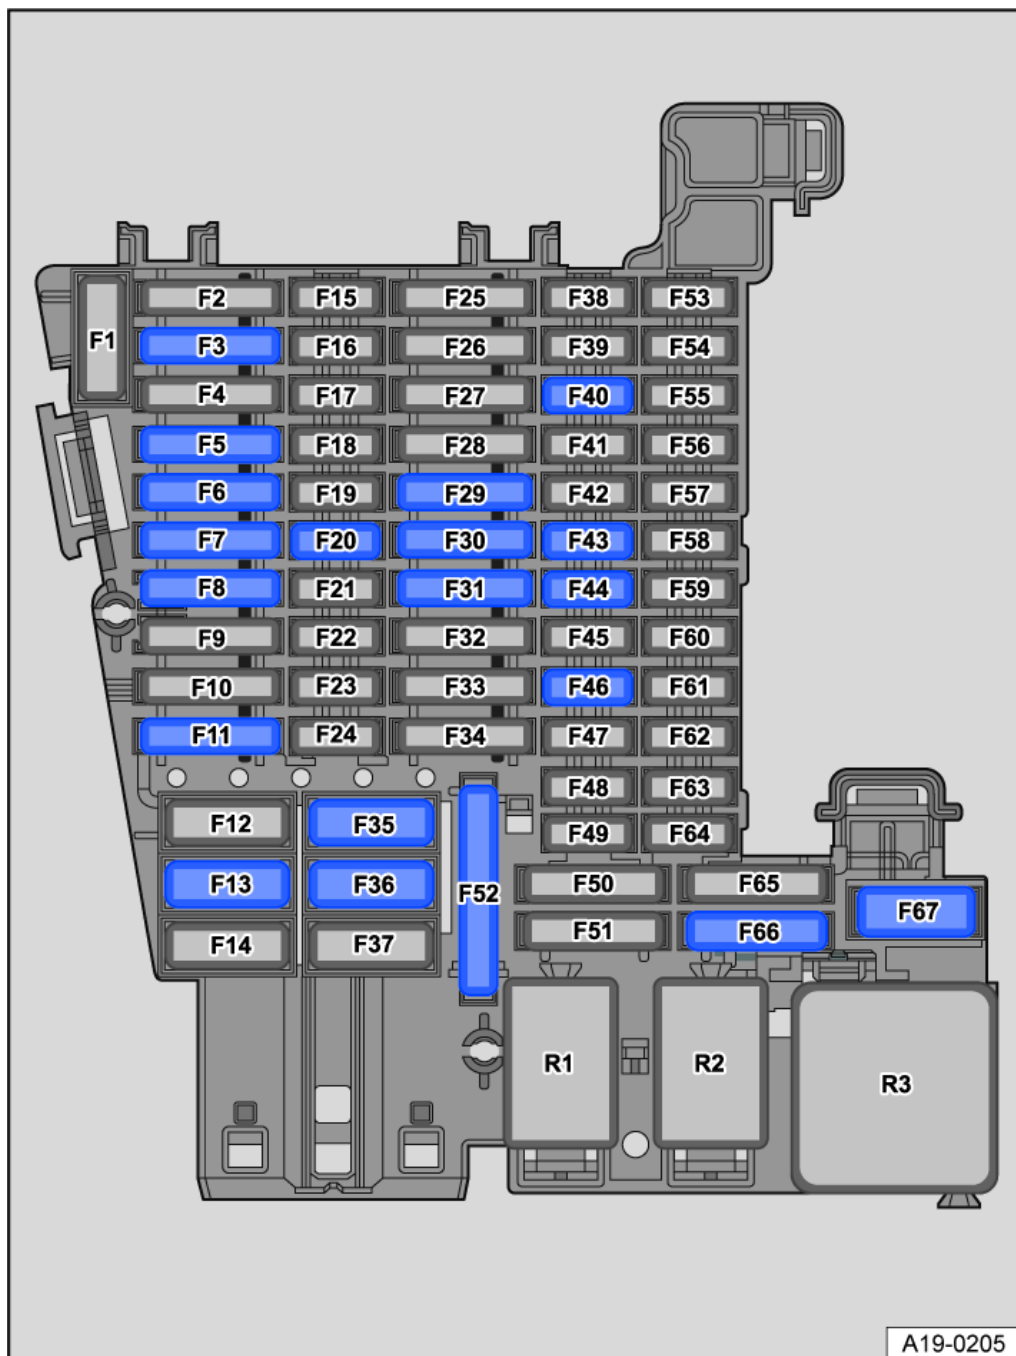 F1
F2 F15 F25 F38 F53
F3 F16 F26 F39 F54
F4 F17 F27 F40 F55
F5 F18 F28 F41 F56
F6 F19 F29 F42 F57
F7 F20 F30 F43 F58
F8 F21 F31 F44 F59
F9 F22 F32 F45 F60
F10 F23 F33 F46 F61
F11 F24 F34 F47 F62
F48 F63
F12 F35 F49 F64
F13 F36 F52 F50 F65
F67
F14 F37 F51 F66
R1 R2 R3
A19-0205